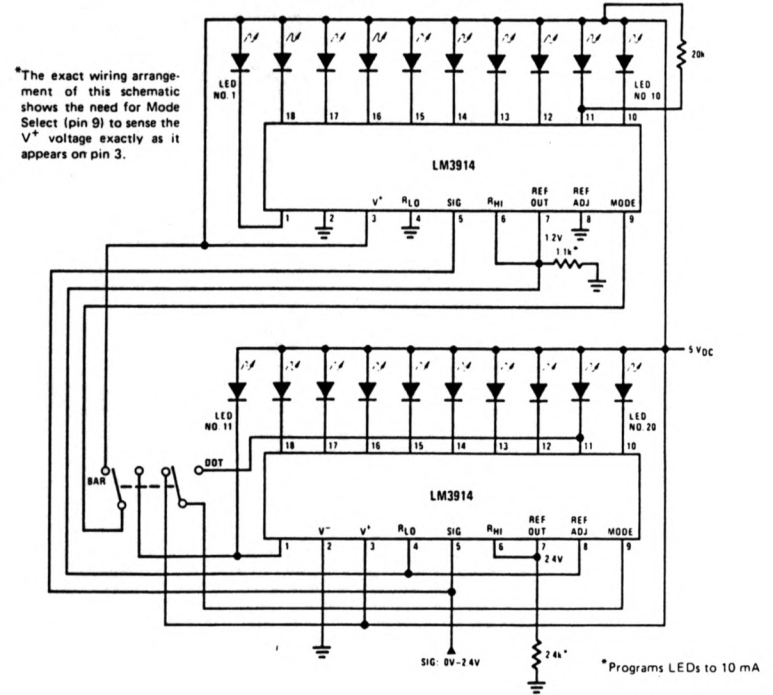 20k
*The exact wiring arrange-
ment of this schematic
shows the need for Mode
Select (pin 9) to sense the
V+ voltage exactly as it
appears on pin 3.
LED
NO. 1
LED
NO 10
18 17 16 15 14 13 12 11 10
LM3914
V+ RLO SIG RHI REF OUT REF ADJ MODE
1 2 3 4 5 6 7 8 9
1.2V
1.1k*
5 VDC
LED
NO. 11
LED
NO. 20
18 17 16 15 14 13 12 11 10
BAR
DOT
LM3914
V− V+ RLO SIG RHI REF OUT REF ADJ MODE
1 2 3 4 5 6 7 8 9
2 4V
SIG: 0V–2 4V
2 4k*
*Programs LEDs to 10 mA